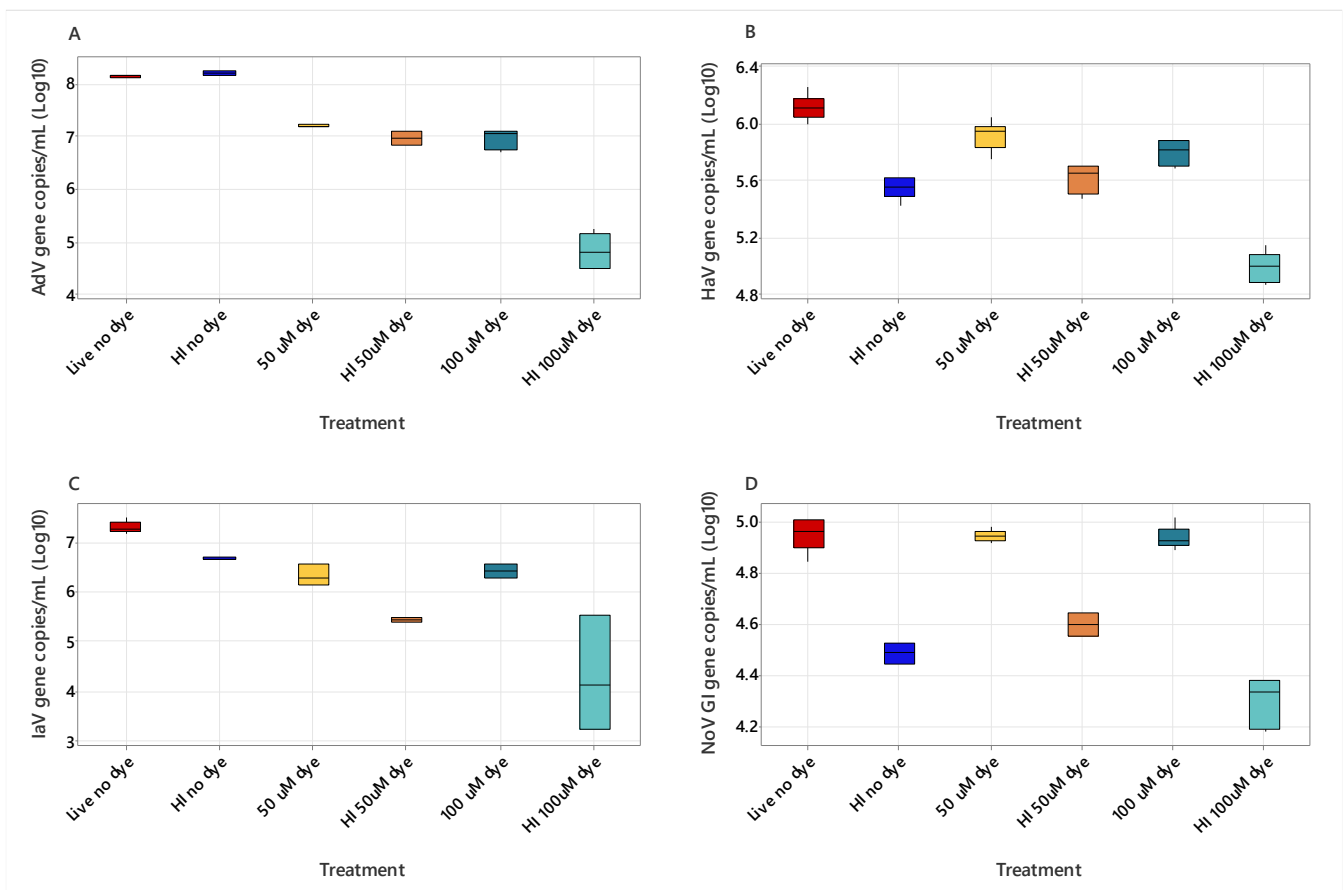 A
AdV gene copies/mL (Log10)
8
7
6
5
4
Live no dye
HI no dye
50 uM dye
HI 50uM dye
100 uM dye
HI 100uM dye
Treatment
B
HaV gene copies/mL (Log10)
6.4
6.0
5.6
5.2
4.8
Live no dye
HI no dye
50 uM dye
HI 50uM dye
100 uM dye
HI 100uM dye
Treatment
C
IaV gene copies/mL (Log10)
7
6
5
4
3
Live no dye
HI no dye
50 uM dye
HI 50uM dye
100 uM dye
HI 100uM dye
Treatment
D
NoV GI gene copies/mL (Log10)
5.0
4.8
4.6
4.4
4.2
Live no dye
HI no dye
50 uM dye
HI 50uM dye
100 uM dye
HI 100uM dye
Treatment